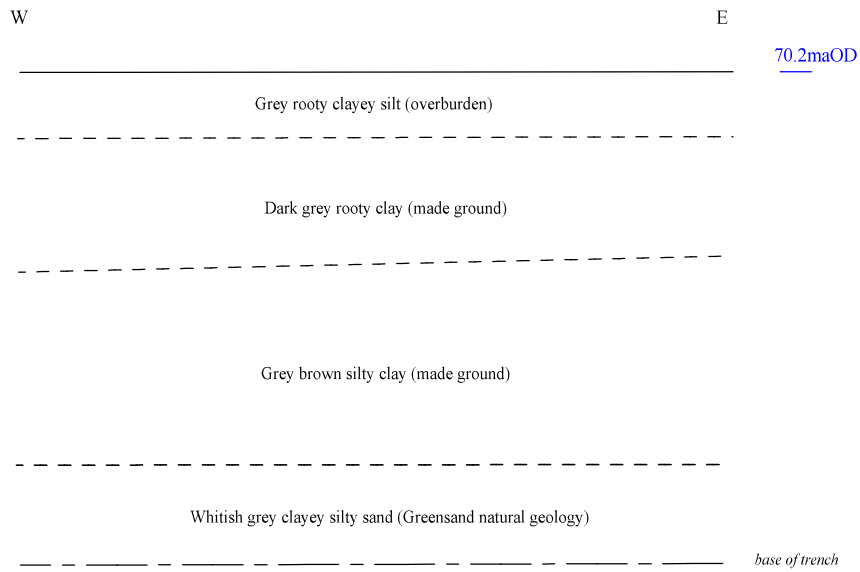 W
E
70.2maOD
Grey rooty clayey silt (overburden)
Dark grey rooty clay (made ground)
Grey brown silty clay (made ground)
Whitish grey clayey silty sand (Greensand natural geology)
base of trench